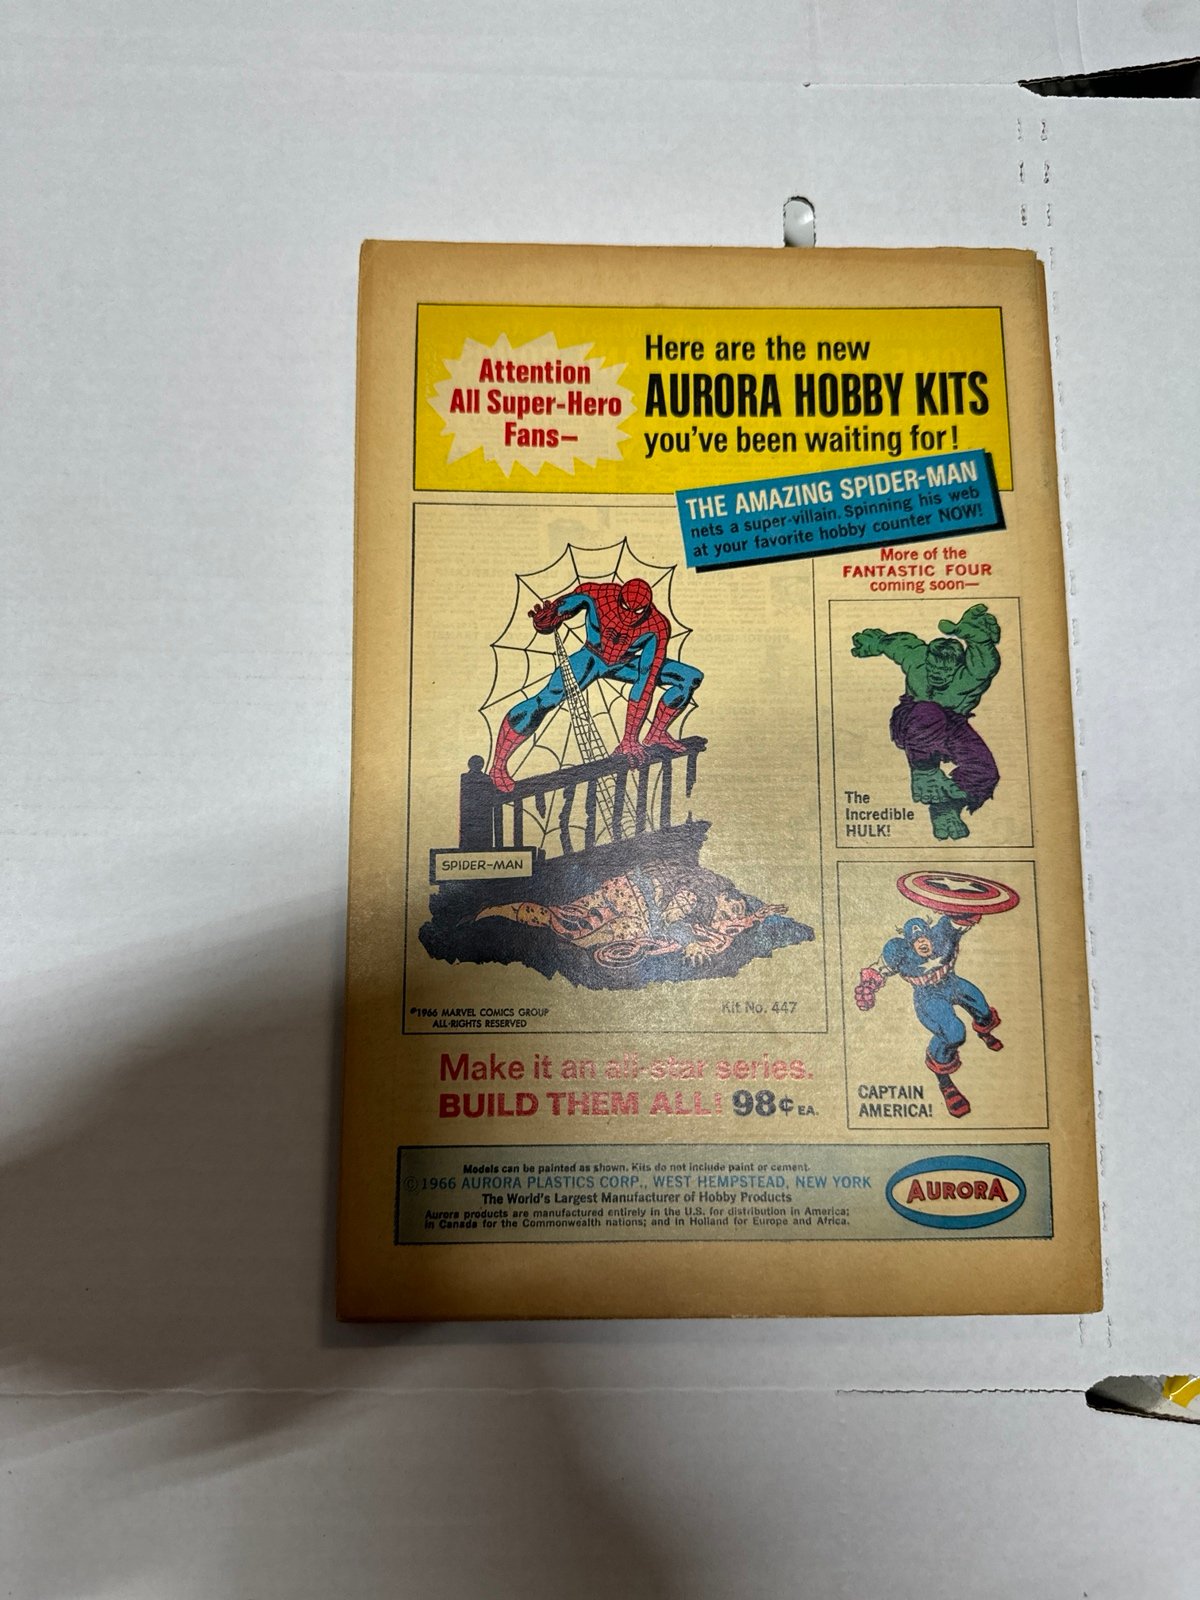 Attention
All Super-Hero
Fans—
Here are the new
AURORA HOBBY KITS
you've been waiting for!
THE AMAZING SPIDER-MAN
nets a super-villain. Spinning his web
at your favorite hobby counter NOW!
More of the
FANTASTIC FOUR
coming soon—
The
Incredible
HULK!
SPIDER-MAN
©1966 MARVEL COMICS GROUP
ALL RIGHTS RESERVED
Kit No. 447
CAPTAIN
AMERICA!
Make it an all-star series.
BUILD THEM ALL! 98¢ EA.
Models can be painted as shown. Kits do not include paint or cement.
©1966 AURORA PLASTICS CORP., WEST HEMPSTEAD, NEW YORK
The World's Largest Manufacturer of Hobby Products
Aurora products are manufactured entirely in the U.S. for distribution in America;
in Canada for the Commonwealth nations; and in Holland for Europe and Africa.
AURORA